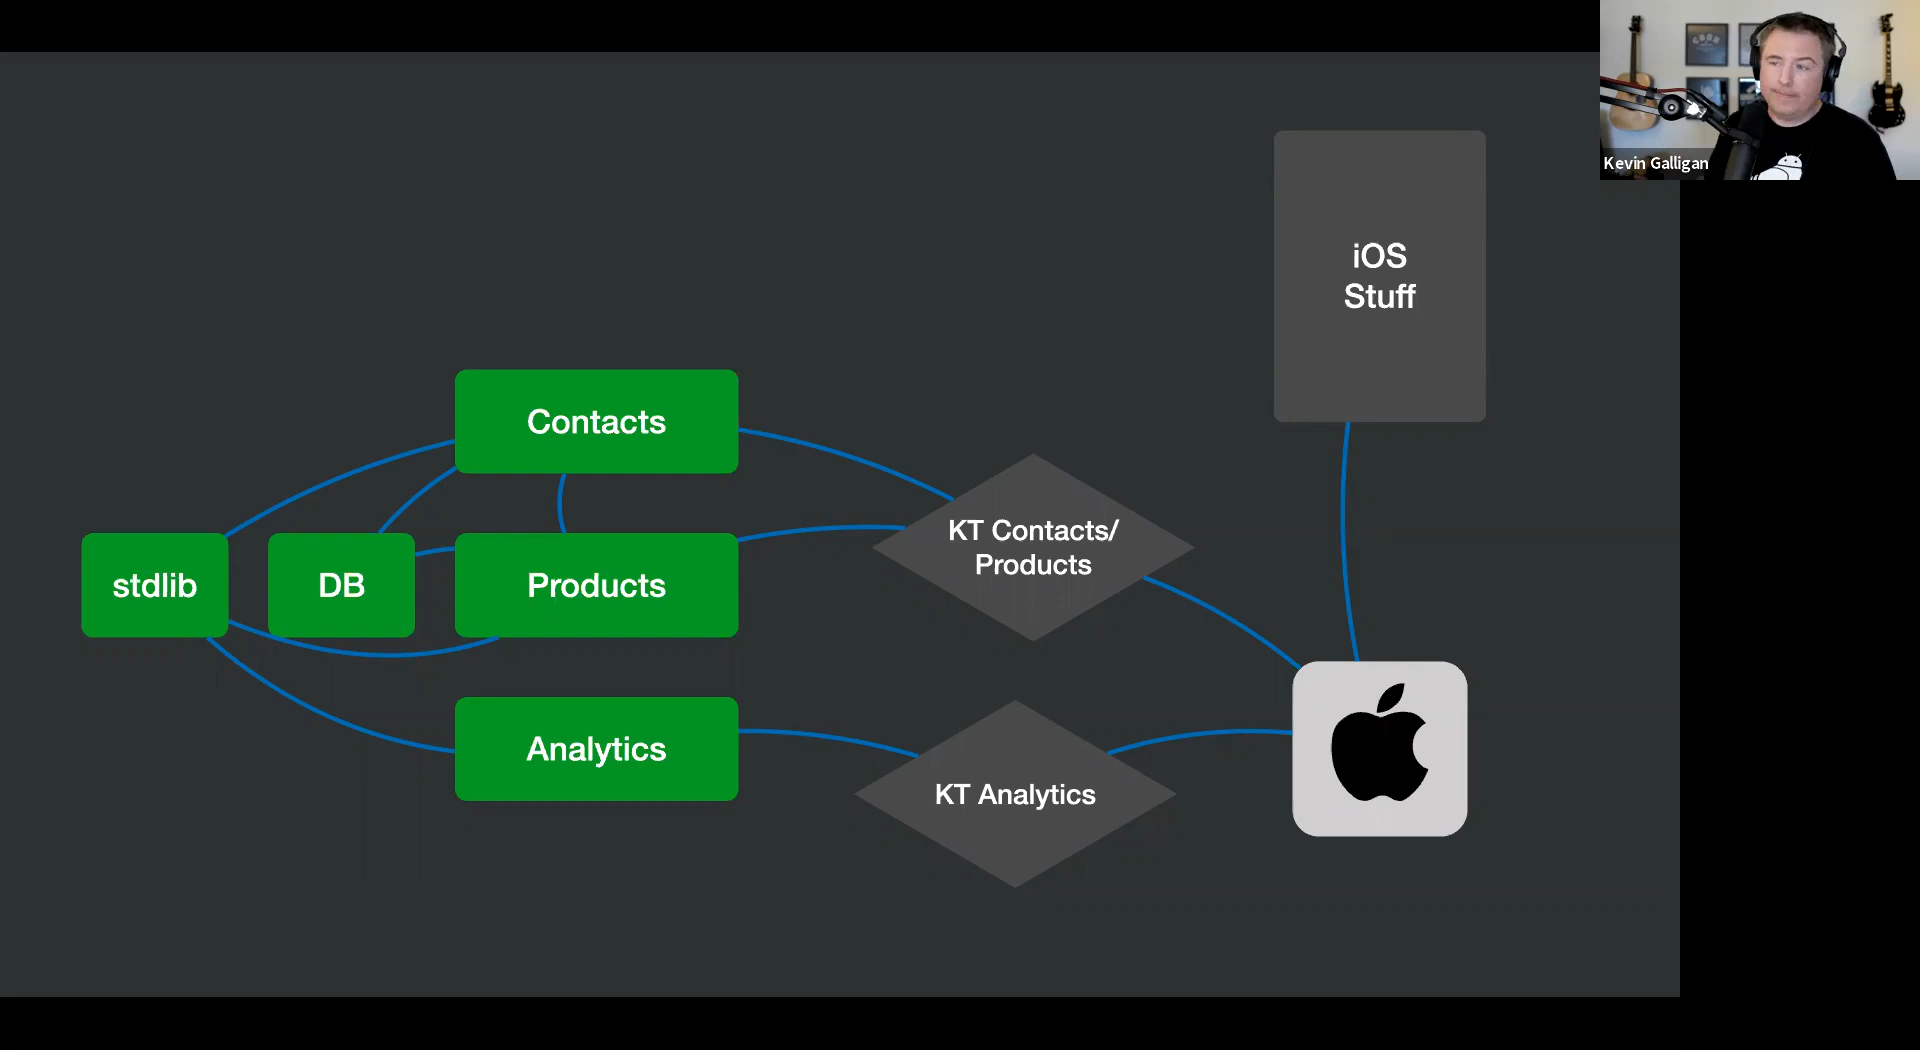 Kevin Galligan
iOS
Stuff
Contacts
KT Contacts/
Products
stdlib
DB
Products
Analytics
KT Analytics